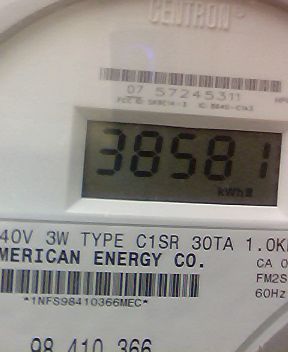 CENTRON®
07 57245311
38581
kWh
40V 3W TYPE C1SR 30TA 1.0K
MERICAN ENERGY CO.
CA 0
FM2S
60Hz
*1NFS98410366MEC*
98 410 366